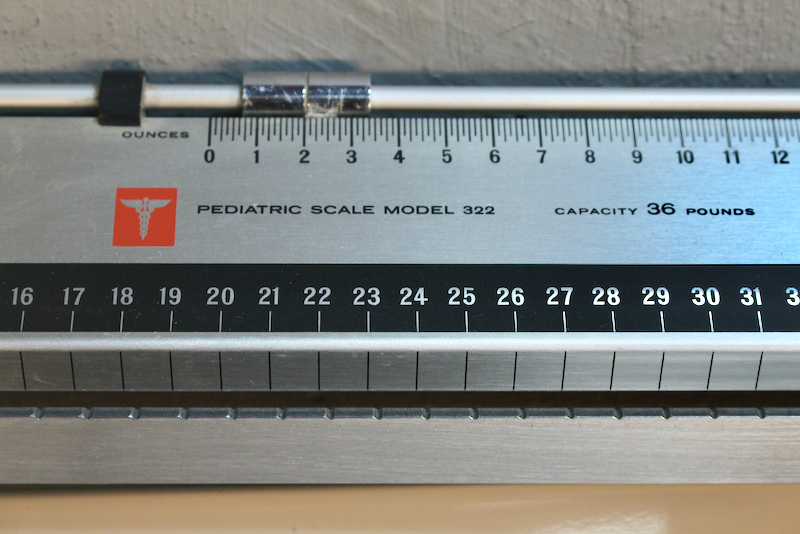 OUNCES
0 1 2 3 4 5 6 7 8 9 10 11 12
PEDIATRIC SCALE MODEL 322 CAPACITY 36 POUNDS
16 17 18 19 20 21 22 23 24 25 26 27 28 29 30 31